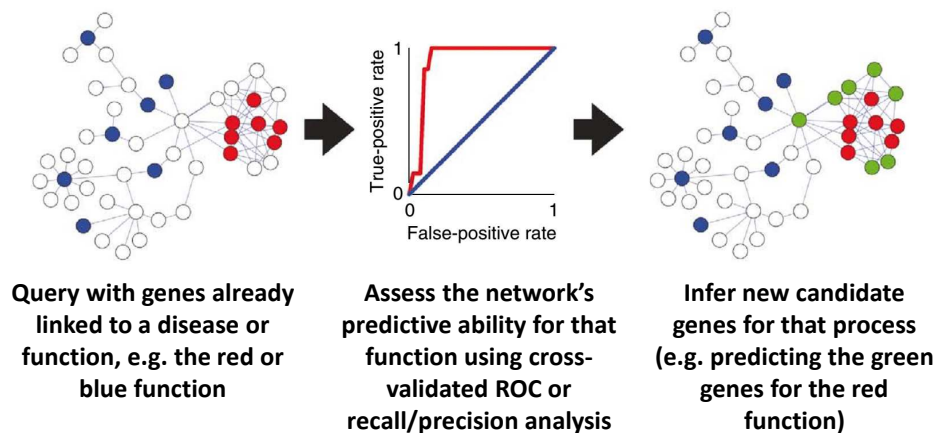 1
True-positive rate
0
0
1
False-positive rate
Query with genes already
linked to a disease or
function, e.g. the red or
blue function
Assess the network's
predictive ability for that
function using cross-
validated ROC or
recall/precision analysis
Infer new candidate
genes for that process
(e.g. predicting the green
genes for the red
function)